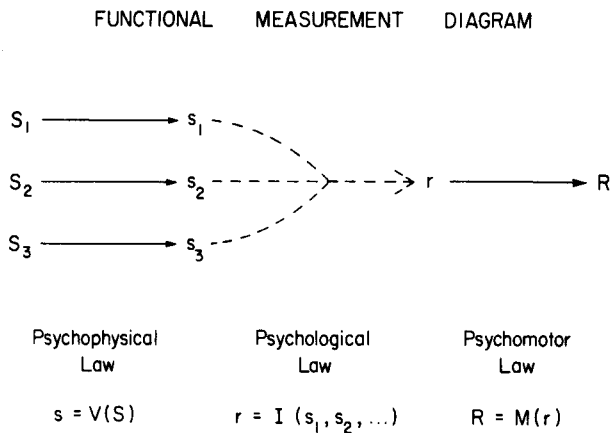 FUNCTIONAL MEASUREMENT DIAGRAM
S₁ s₁
S₂ s₂ r R
S₃ s₃
Psychophysical Psychological Psychomotor
Law Law Law
s = V(S) r = I (s₁, s₂, ...) R = M(r)